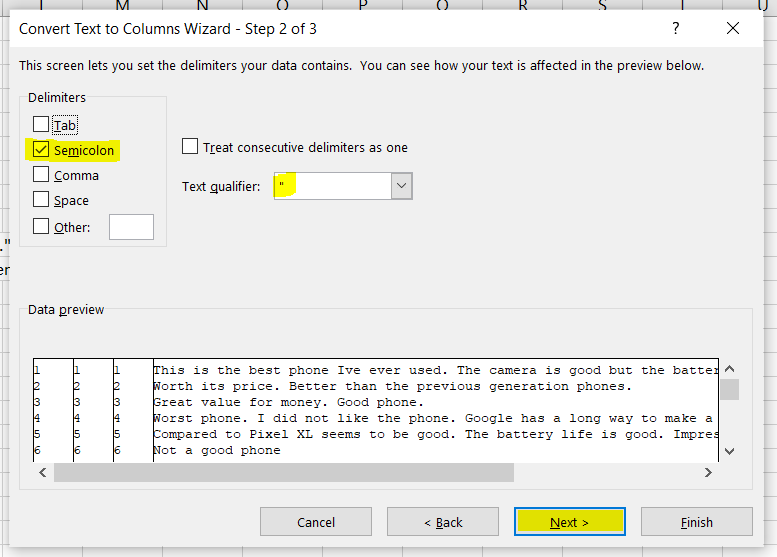 L M N O P Q R S T U
Convert Text to Columns Wizard - Step 2 of 3 ?
This screen lets you set the delimiters your data contains.  You can see how your text is affected in the preview below.
Delimiters
Tab
Semicolon
Treat consecutive delimiters as one
Comma
Text qualifier: "
Space
Other:
."
er
Data preview
1 1 1 This is the best phone Ive ever used. The camera is good but the batter
2 2 2 Worth its price. Better than the previous generation phones.
3 3 3 Great value for money. Good phone.
4 4 4 Worst phone. I did not like the phone. Google has a long way to make a
5 5 5 Compared to Pixel XL seems to be good. The battery life is good. Impres
6 6 6 Not a good phone
Cancel < Back Next > Finish